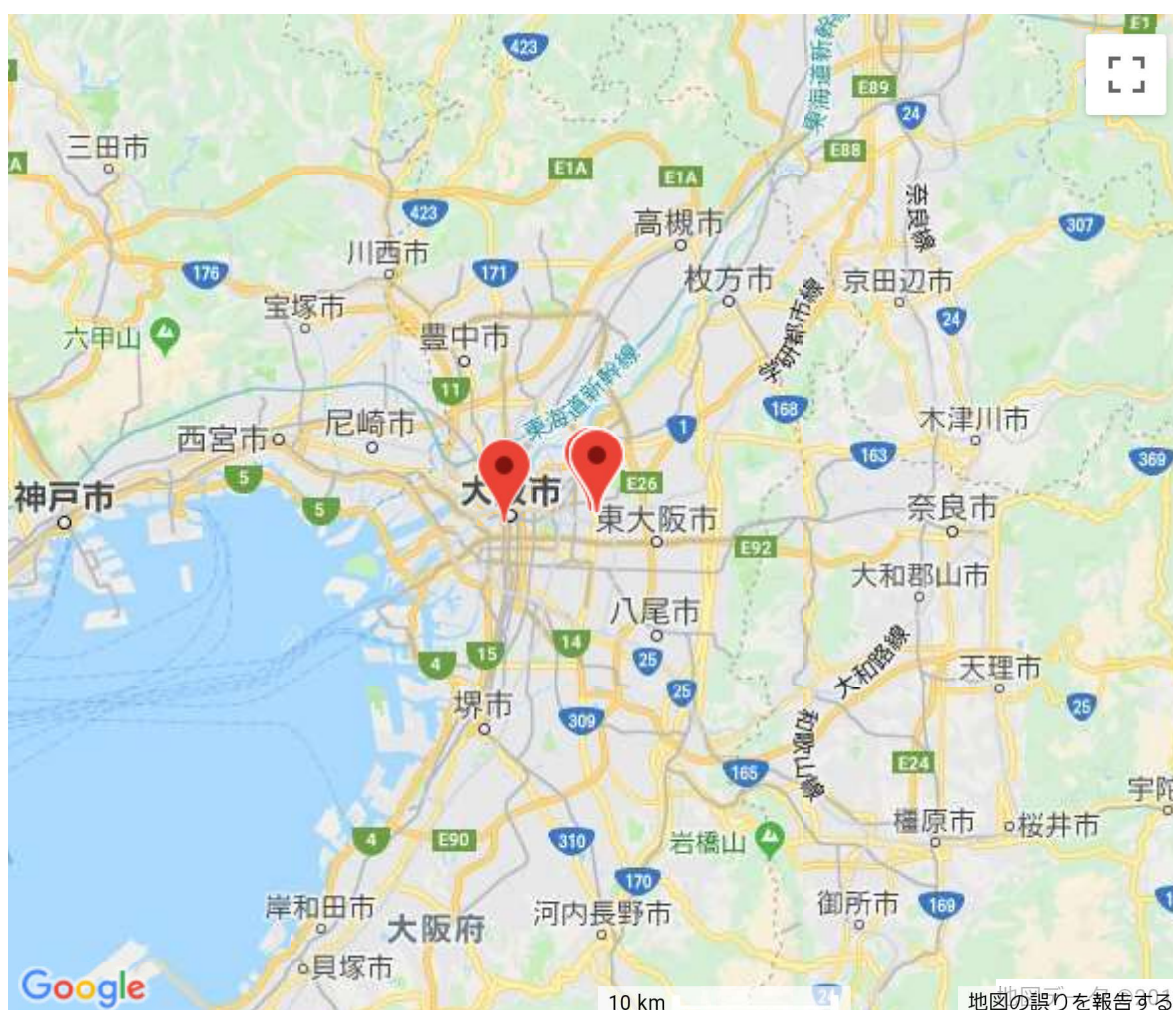 E1
423
東海道新幹線
E89
24
三田市
E88
A
E1A
E1A
奈良線
423
高槻市
307
川西市
176
171
枚方市
京田辺市
学研都市線
宝塚市
24
六甲山
豊中市
東海道新幹線
11
168
木津川市
西宮市
尼崎市
1
163
369
5
神戸市
5
大阪市
E26
東大阪市
奈良市
E92
大和郡山市
八尾市
14
15
4
25
大和路線
天理市
25
25
堺市
309
和歌山線
E24
165
宇陀
4
E90
310
岩橋山
橿原市
桜井市
170
岸和田市
大阪府
河内長野市
御所市
169
貝塚市
Google
10 km
24
地図の誤りを報告する